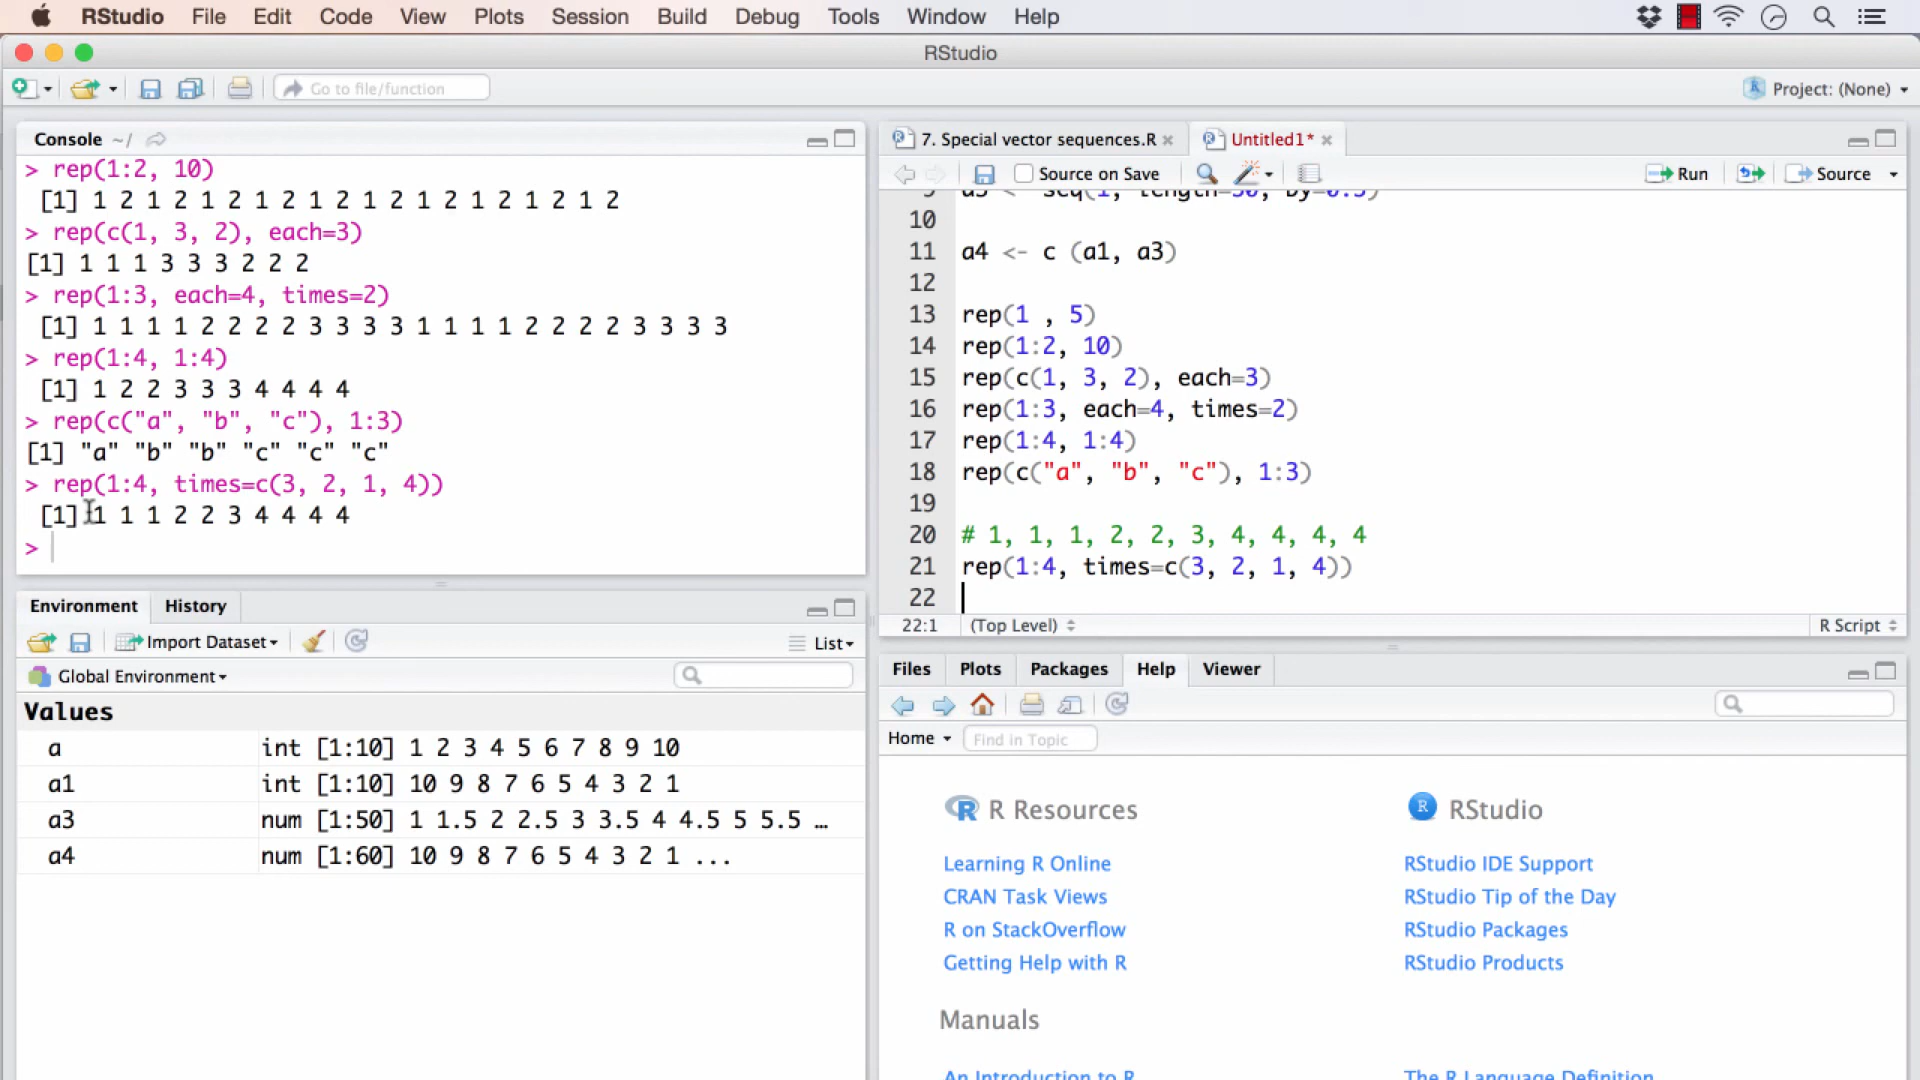 RStudio File Edit Code View Plots Session Build Debug Tools Window Help
RStudio
Go to file/function
Project: (None)
Console ~/
> rep(1:2, 10)
[1] 1 2 1 2 1 2 1 2 1 2 1 2 1 2 1 2 1 2 1 2
> rep(c(1, 3, 2), each=3)
[1] 1 1 1 3 3 3 2 2 2
> rep(1:3, each=4, times=2)
[1] 1 1 1 1 2 2 2 2 3 3 3 3 1 1 1 1 2 2 2 2 3 3 3 3
> rep(1:4, 1:4)
[1] 1 2 2 3 3 3 4 4 4 4
> rep(c("a", "b", "c"), 1:3)
[1] "a" "b" "b" "c" "c" "c"
> rep(1:4, times=c(3, 2, 1, 4))
[1] 1 1 1 2 2 3 4 4 4 4
>
7. Special vector sequences.R Untitled1*
Source on Save Run Source
9 a3 <- seq(1, length=50, by=0.5)
10
11 a4 <- c (a1, a3)
12
13 rep(1 , 5)
14 rep(1:2, 10)
15 rep(c(1, 3, 2), each=3)
16 rep(1:3, each=4, times=2)
17 rep(1:4, 1:4)
18 rep(c("a", "b", "c"), 1:3)
19
20 # 1, 1, 1, 2, 2, 3, 4, 4, 4, 4
21 rep(1:4, times=c(3, 2, 1, 4))
22
22:1 (Top Level) R Script
Environment History
Import Dataset List
Global Environment
Values
a int [1:10] 1 2 3 4 5 6 7 8 9 10
a1 int [1:10] 10 9 8 7 6 5 4 3 2 1
a3 num [1:50] 1 1.5 2 2.5 3 3.5 4 4.5 5 5.5 …
a4 num [1:60] 10 9 8 7 6 5 4 3 2 1 ...
Files Plots Packages Help Viewer
Home Find in Topic
R Resources
Learning R Online
CRAN Task Views
R on StackOverflow
Getting Help with R
RStudio
RStudio IDE Support
RStudio Tip of the Day
RStudio Packages
RStudio Products
Manuals
An Introduction to R
The R Language Definition